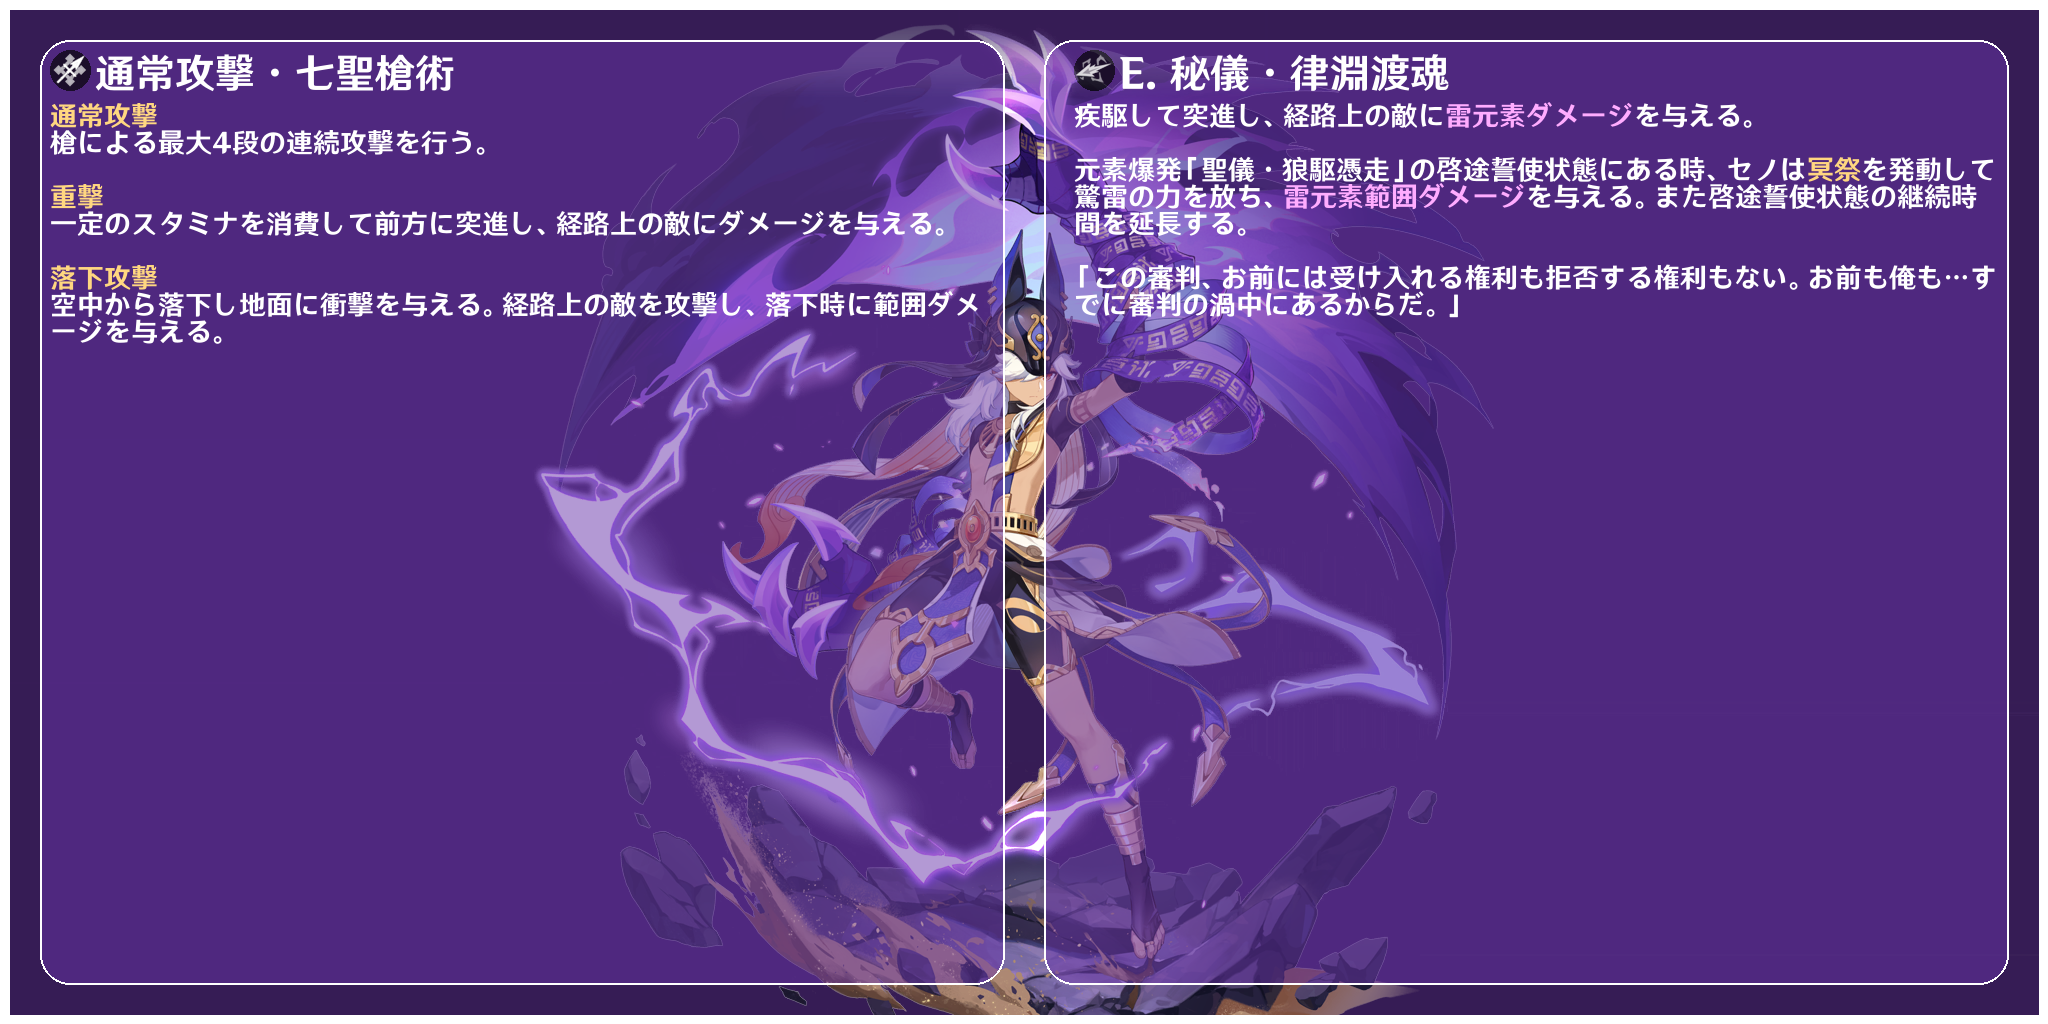 通常攻撃・七聖槍術
通常攻撃
槍による最大4段の連続攻撃を行う。
重撃
一定のスタミナを消費して前方に突進し、経路上の敵にダメージを与える。
落下攻撃
空中から落下し地面に衝撃を与える。経路上の敵を攻撃し、落下時に範囲ダメ
ージを与える。
E. 秘儀・律淵渡魂
疾駆して突進し、経路上の敵に雷元素ダメージを与える。
元素爆発「聖儀・狼駆憑走」の啓途誓使状態にある時、セノは冥祭を発動して
驚雷の力を放ち、雷元素範囲ダメージを与える。また啓途誓使状態の継続時
間を延長する。
「この審判、お前には受け入れる権利も拒否する権利もない。お前も俺も…す
でに審判の渦中にあるからだ。」